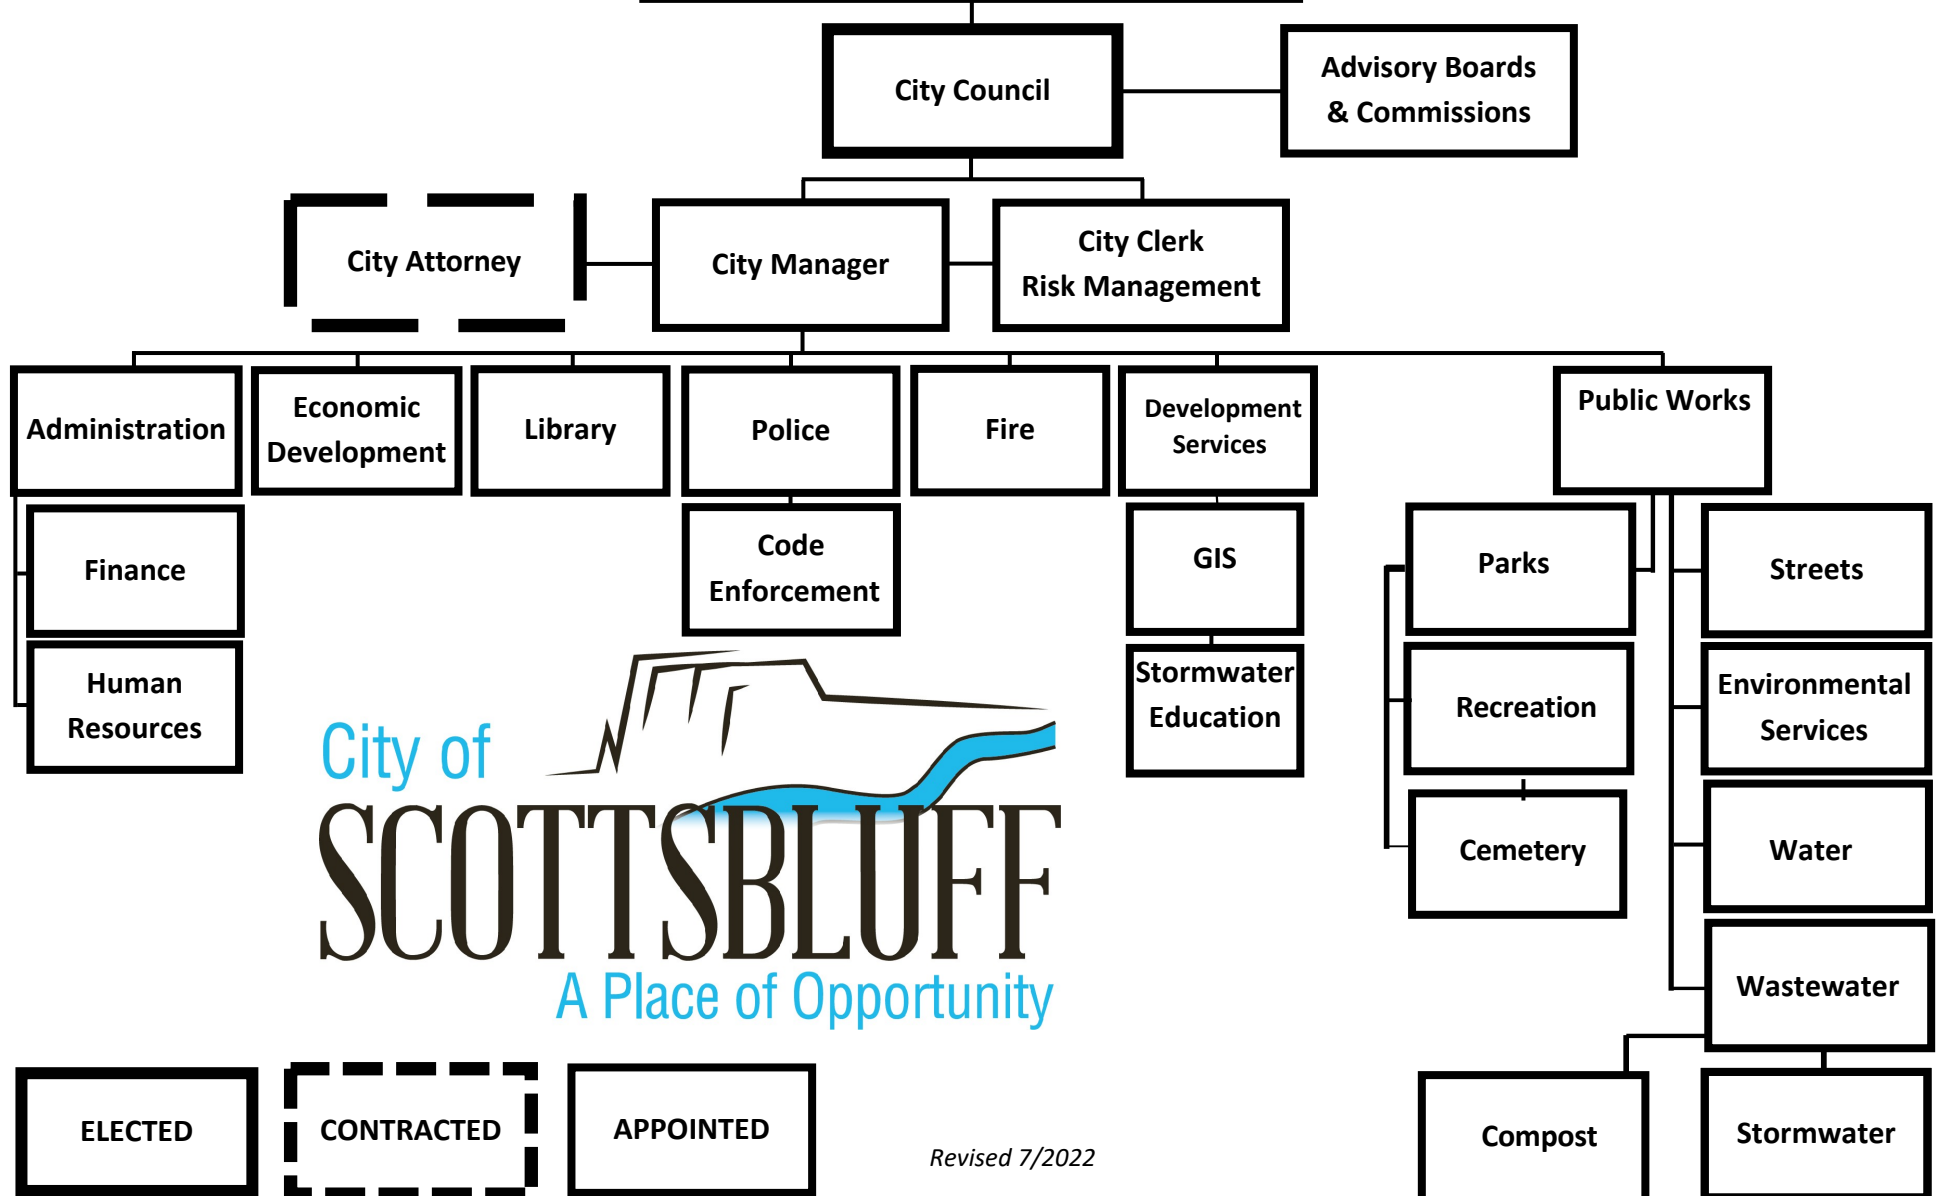 City Council
Advisory Boards
& Commissions
City Attorney
City Manager
City Clerk
Risk Management
Administration
Economic
Development
Library
Police
Fire
Development
Services
Public Works
Finance
Code
Enforcement
GIS
Parks
Streets
Human
Resources
Stormwater
Education
Recreation
Environmental
Services
Cemetery
Water
City of
SCOTTSBLUFF
A Place of Opportunity
Wastewater
ELECTED
CONTRACTED
APPOINTED
Revised 7/2022
Compost
Stormwater